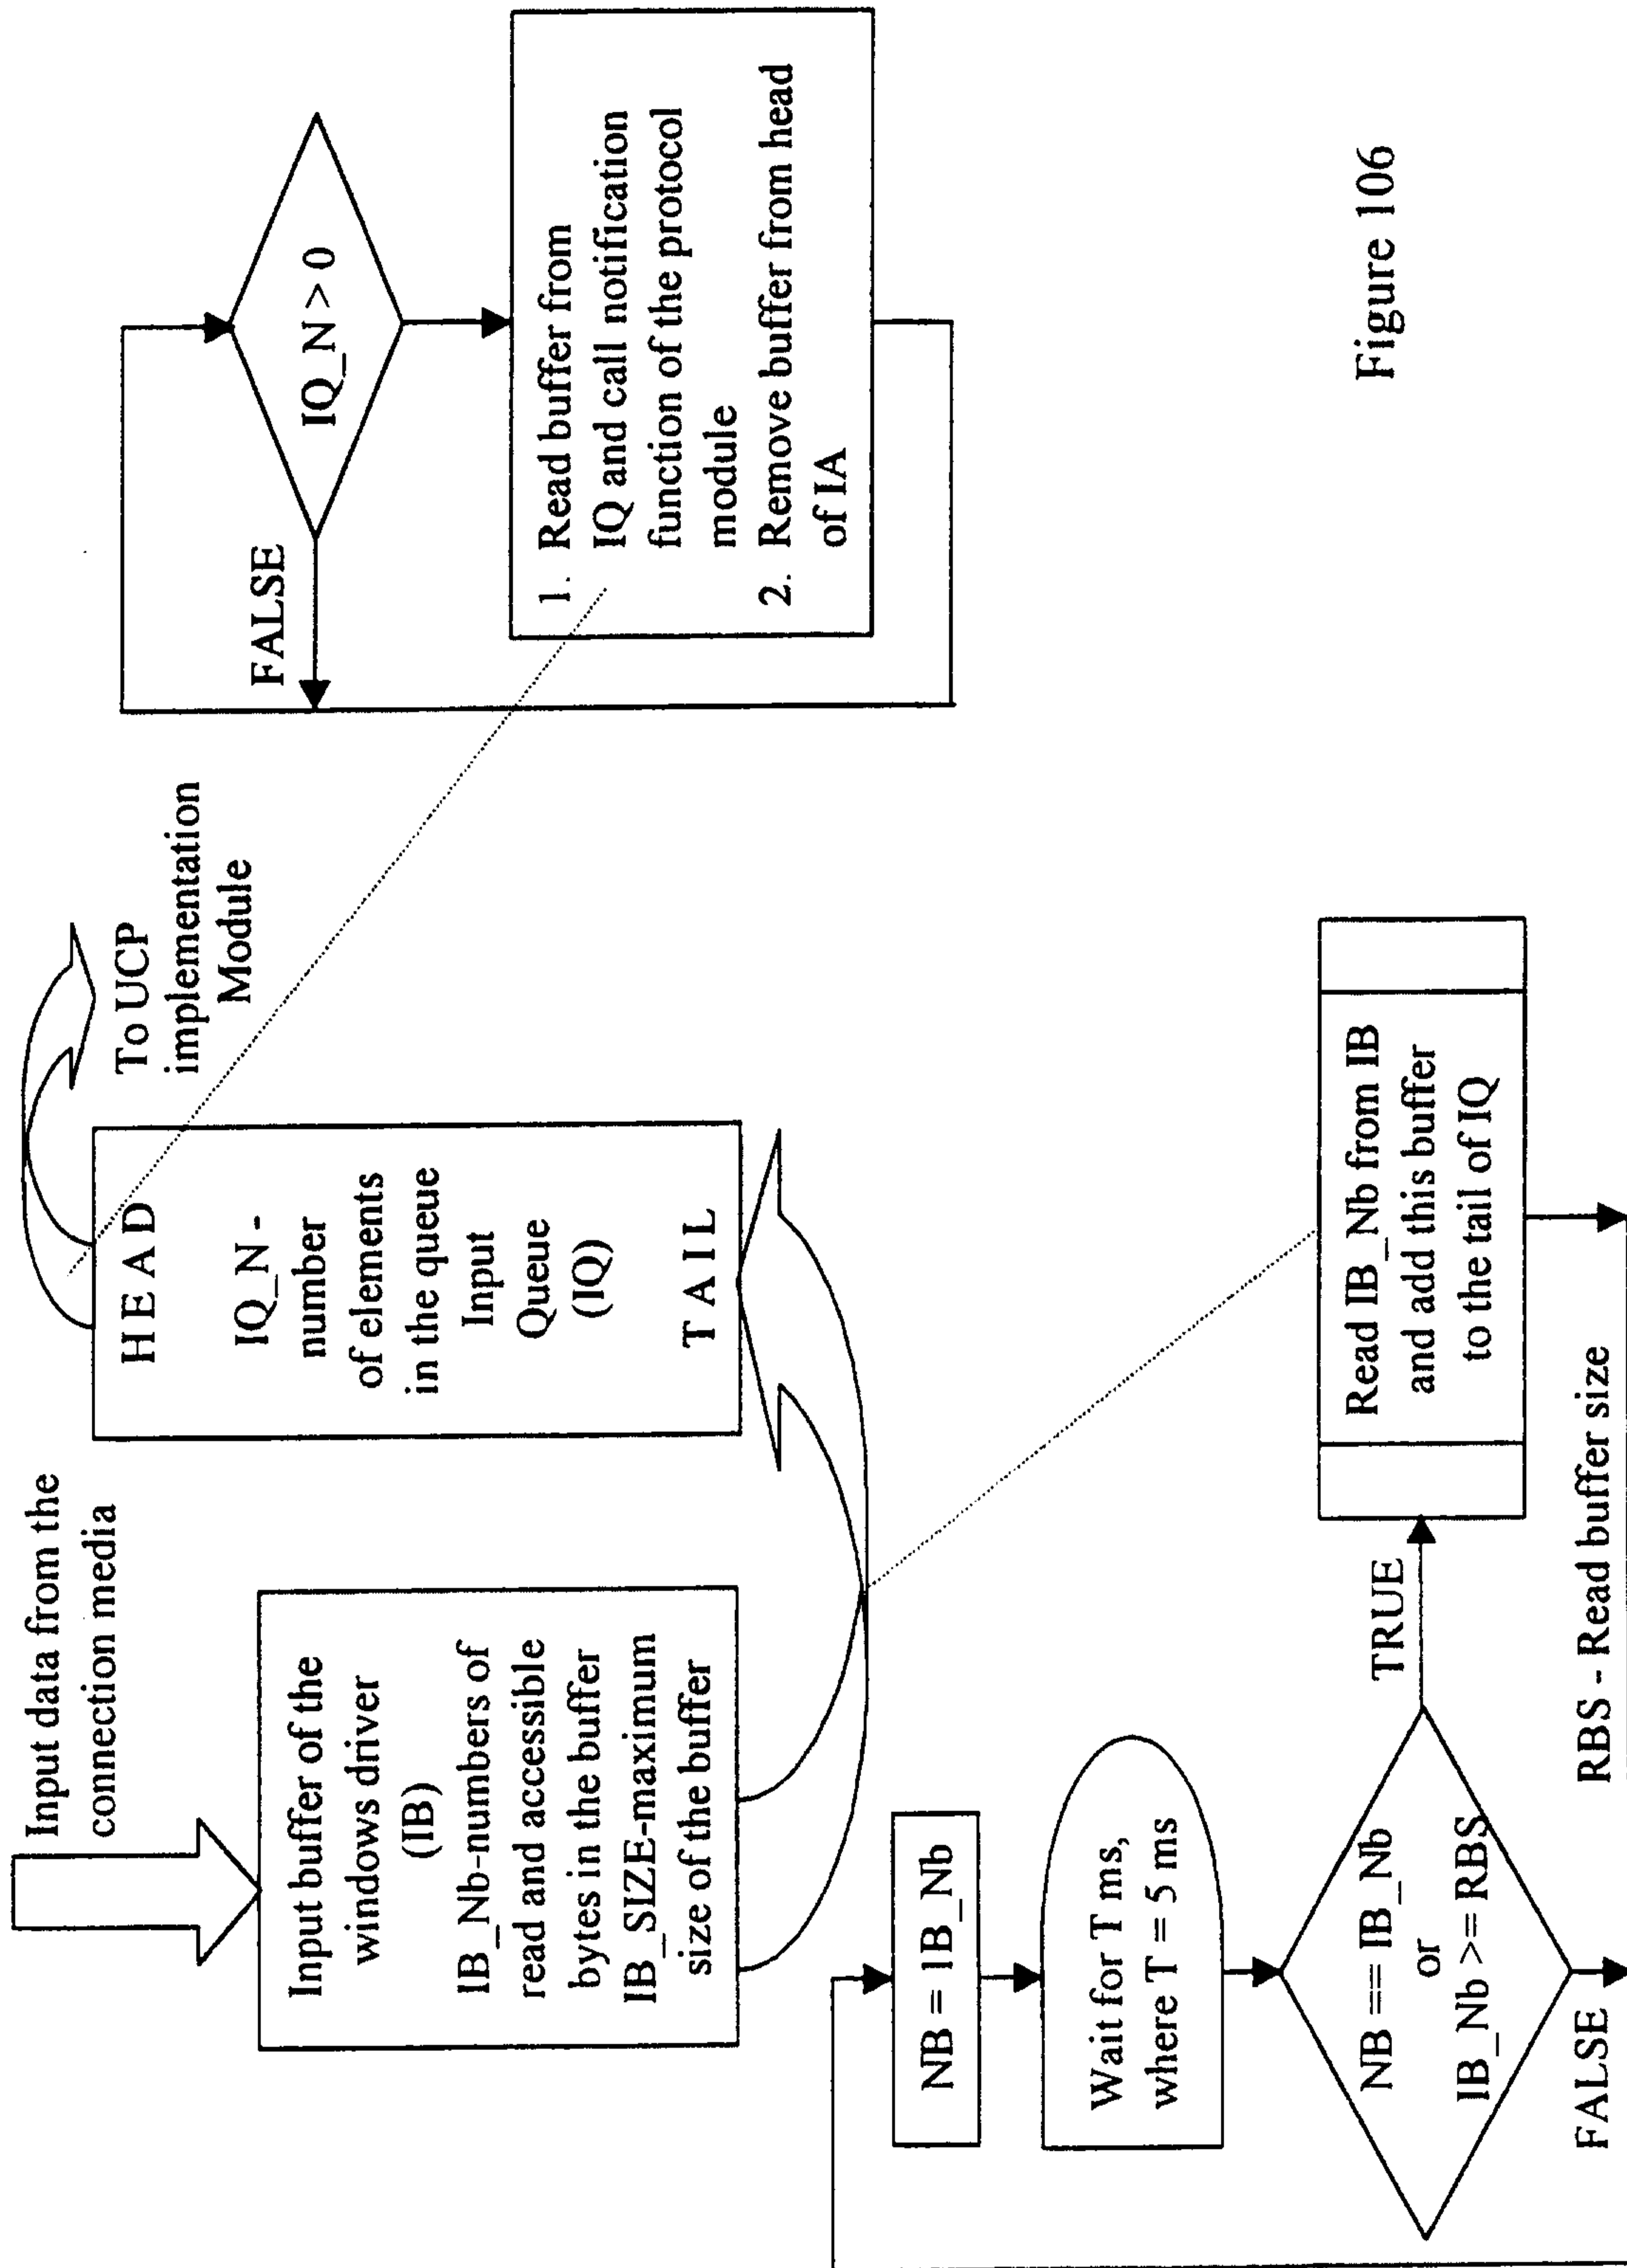 Input data from the
connection media
Input buffer of the
windows driver
(IB)
IB_Nb-numbers of
read and accessible
bytes in the buffer
IB_SIZE-maximum
size of the buffer
HEAD
IQ_N -
number
of elements
in the queue
Input
Queue
(IQ)
TAIL
To UCP
implementation
Module
IQ_N > 0
FALSE
1. Read buffer from
IQ and call notification
function of the protocol
module
2. Remove buffer from head
of IA
NB = IB_Nb
Wait for T ms,
where T = 5 ms
NB == IB_Nb
or
IB_Nb >= RBS
TRUE
FALSE
Read IB_Nb from IB
and add this buffer
to the tail of IQ
RBS - Read buffer size
Figure 106